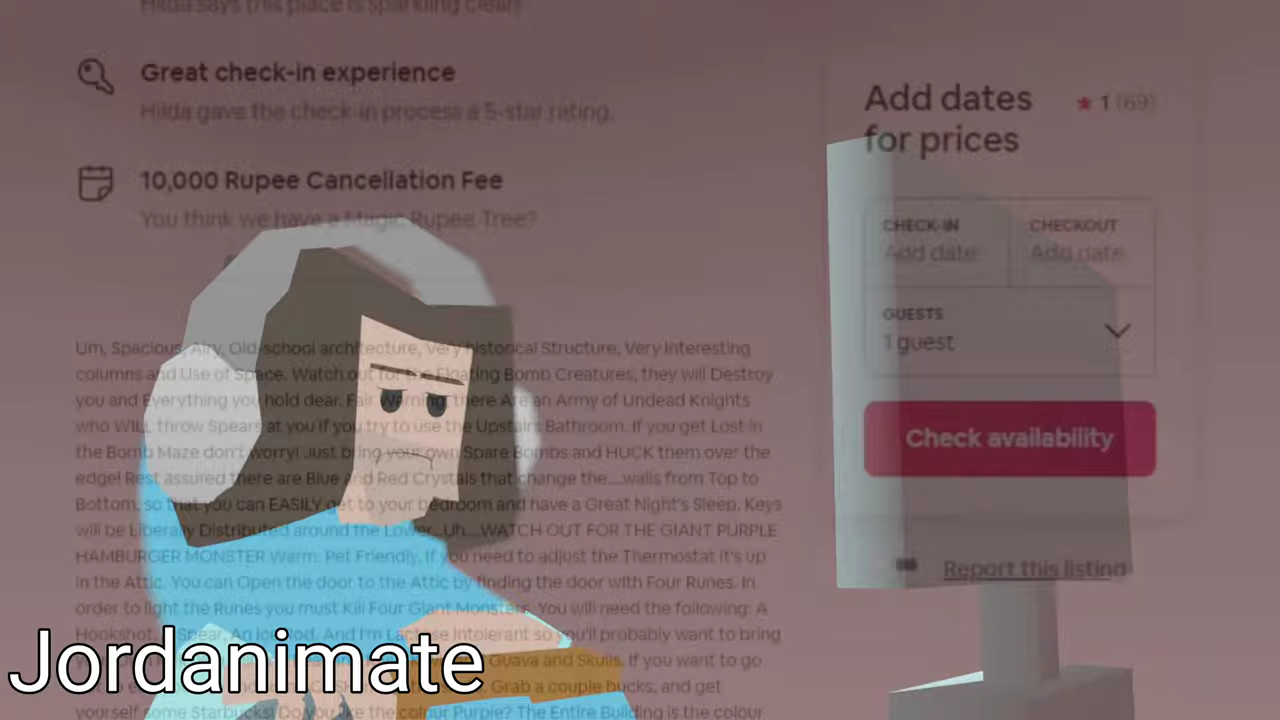 Hilda says this place is sparkling clean
Great check-in experience
Hilda gave the check-in process a 5-star rating.
10,000 Rupee Cancellation Fee
You think we have a Magic Rupee Tree?
Add dates
for prices
★ 1 (69)
CHECK-IN
Add date
CHECKOUT
Add date
GUESTS
1 guest
Check availability
Report this listing
Um, Spacious, Airy, Old-school architecture, Very historical Structure, Very Interesting
columns and Use of Space. Watch out for the Floating Bomb Creatures, they will Destroy
you and Everything you hold dear. Fair Warning there Are an Army of Undead Knights
who WILL throw Spears at you if you try to use the Upstairs Bathroom. If you get Lost in
the Bomb Maze don't worry! Just bring your own Spare Bombs and HUCK them over the
edge! Rest assured there are Blue and Red Crystals that change the....walls from Top to
Bottom, so that you can EASILY get to your bedroom and have a Great Night's Sleep. Keys
will be Liberally Distributed around the Lower...Uh....WATCH OUT FOR THE GIANT PURPLE
HAMBURGER MONSTER Warm. Pet Friendly, If you need to adjust the Thermostat it's up
in the Attic. You can Open the door to the Attic by finding the door with Four Runes. In
order to light the Runes you must Kill Four Giant Monsters. You will need the following: A
Hookshot, Spear, An Ice Rod. And I'm Lactose Intolerant so you'll probably want to bring
Guava and Skulls. If you want to go
Grab a couple bucks, and get
yourself some Starbucks! Do you like the colour Purple? The Entire Building is the colour
Jordanimate